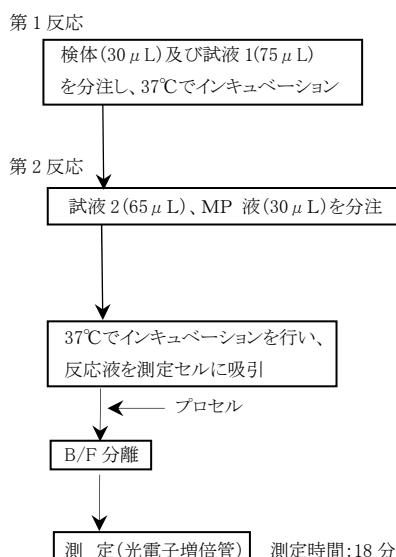 第1反応
検体(30μL)及び試液1(75μL)
を分注し、37℃でインキュベーション
第2反応
試液2(65μL)、MP 液(30μL)を分注
37℃でインキュベーションを行い、
反応液を測定セルに吸引
プロセル
B/F 分離
測 定(光電子増倍管) 測定時間:18 分